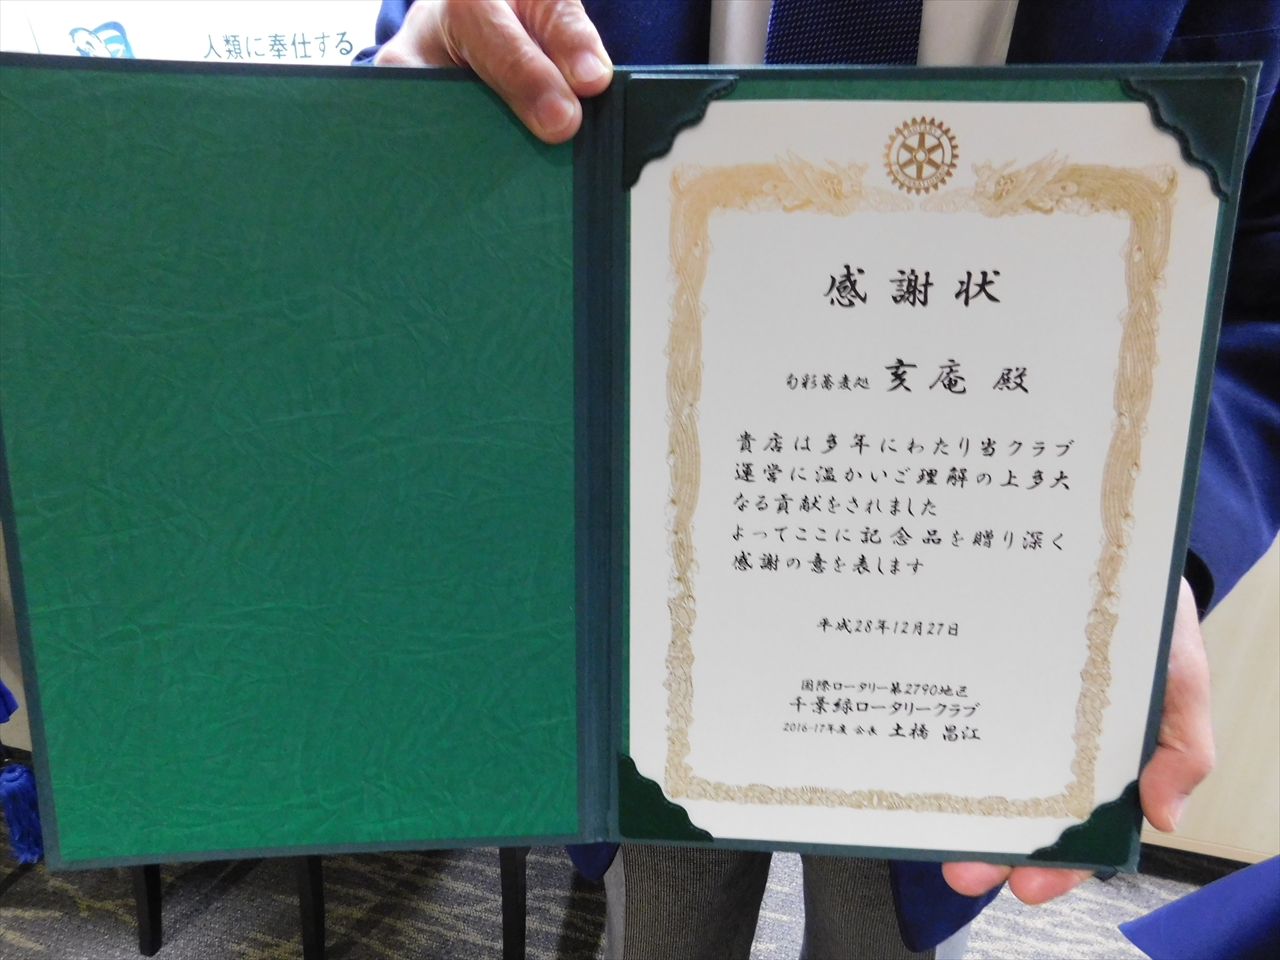 人類に奉仕する
感謝状
旬彩蕎麦処 亥庵 殿
貴店は多年にわたり当クラブ
運営に温かいご理解の上多大
なる貢献をされました
よってここに記念品を贈り深く
感謝の意を表します
平成28年12月27日
国際ロータリー第2790地区
千葉緑ロータリークラブ
2016-17年度 会長 土橋 昌江